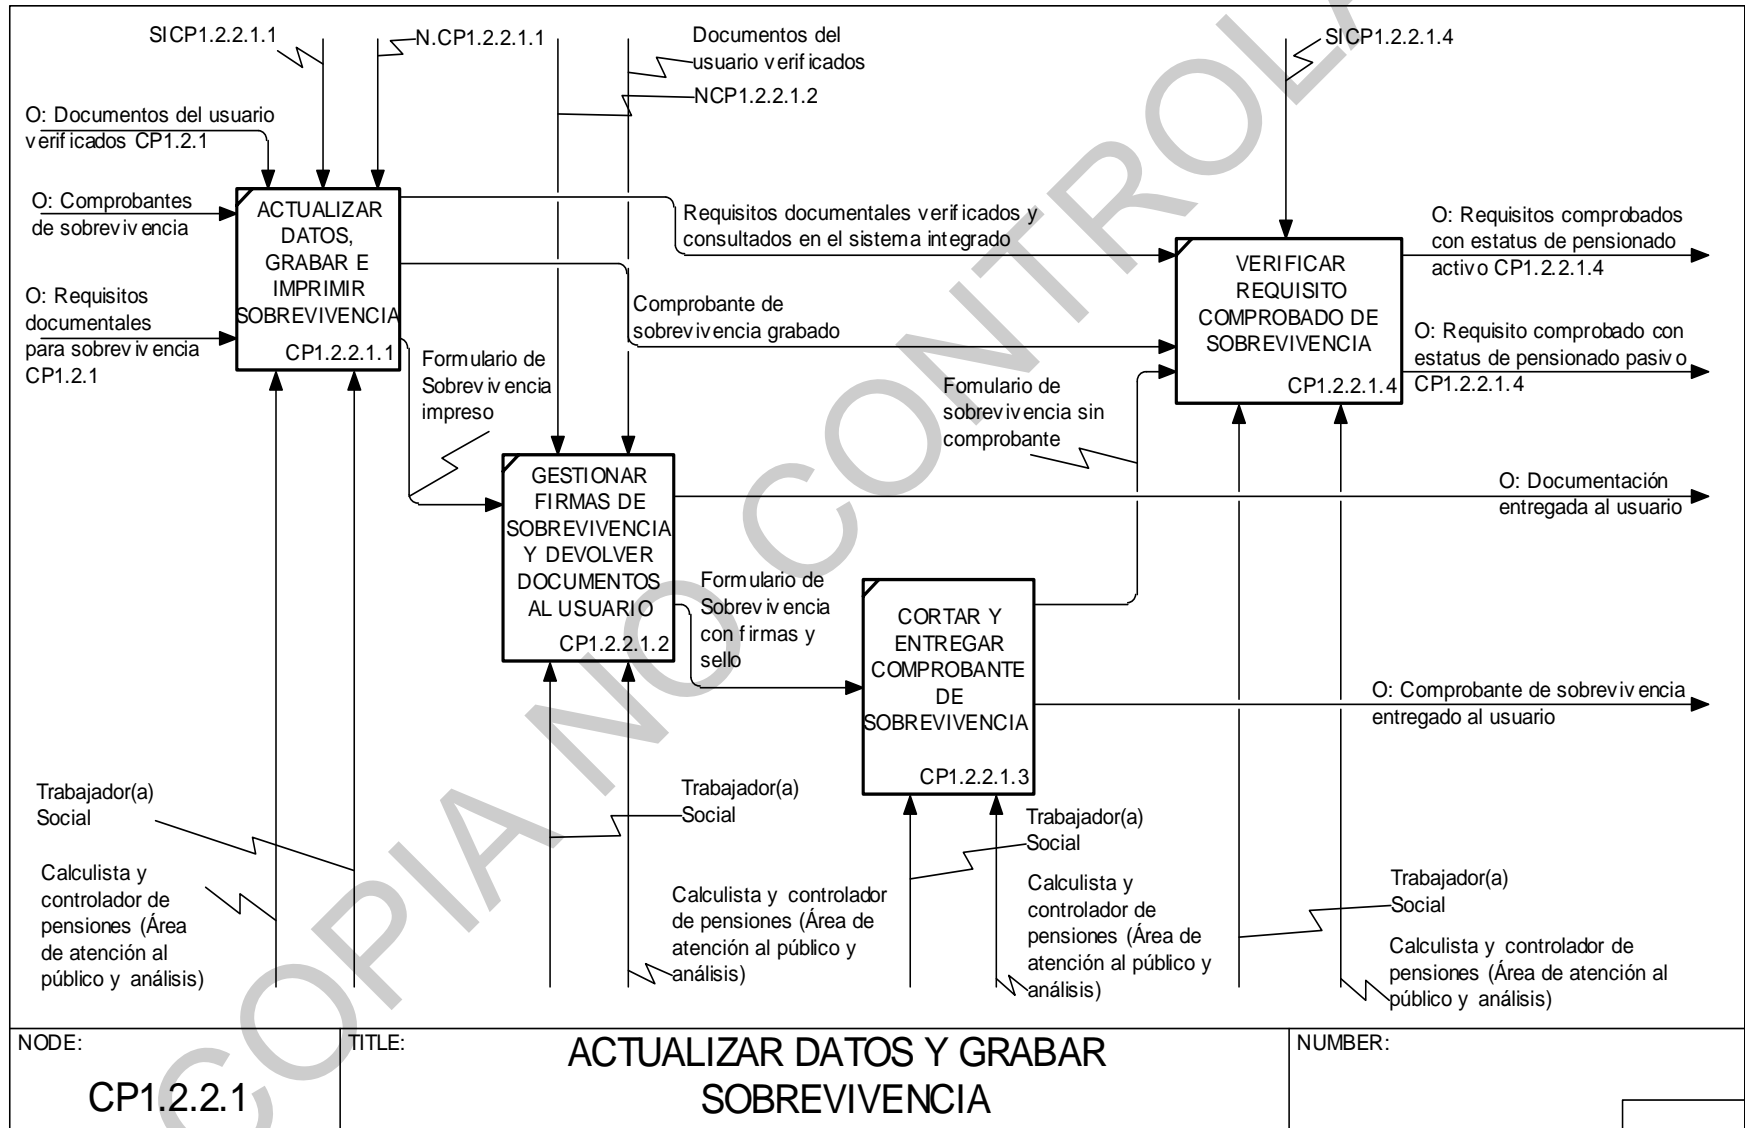 SICP1.2.2.1.1
N.CP1.2.2.1.1
Documentos del
usuario verificados
NCP1.2.2.1.2
SICP1.2.2.1.4
O: Documentos del usuario
verificados CP1.2.1
O: Comprobantes
de sobrevivencia
O: Requisitos
documentales
para sobrevivencia
CP1.2.1
ACTUALIZAR
DATOS,
GRABAR E
IMPRIMIR
SOBREVIVENCIA
CP1.2.2.1.1
Requisitos documentales verificados y
consultados en el sistema integrado
Comprobante de
sobrevivencia grabado
Formulario de
Sobrevivencia
impreso
Fomulario de
sobrevivencia sin
comprobante
VERIFICAR
REQUISITO
COMPROBADO DE
SOBREVIVENCIA
CP1.2.2.1.4
O: Requisitos comprobados
con estatus de pensionado
activo CP1.2.2.1.4
O: Requisito comprobado con
estatus de pensionado pasivo
CP1.2.2.1.4
GESTIONAR
FIRMAS DE
SOBREVIVENCIA
Y DEVOLVER
DOCUMENTOS
AL USUARIO
CP1.2.2.1.2
O: Documentación
entregada al usuario
Formulario de
Sobrevivencia
con firmas y
sello
CORTAR Y
ENTREGAR
COMPROBANTE
DE
SOBREVIVENCIA
CP1.2.2.1.3
O: Comprobante de sobrevivencia
entregado al usuario
Trabajador(a)
Social
Calculista y
controlador de
pensiones (Área
de atención al
público y análisis)
Trabajador(a)
Social
Calculista y controlador
de pensiones (Área de
atención al público y
análisis)
Trabajador(a)
Social
Calculista y
controlador de
pensiones (Área de
atención al público y
análisis)
Trabajador(a)
Social
Calculista y controlador de
pensiones (Área de atención al
público y análisis)
COPIA NO CONTROLA
NODE:
CP1.2.2.1
TITLE:
ACTUALIZAR DATOS Y GRABAR
SOBREVIVENCIA
NUMBER: